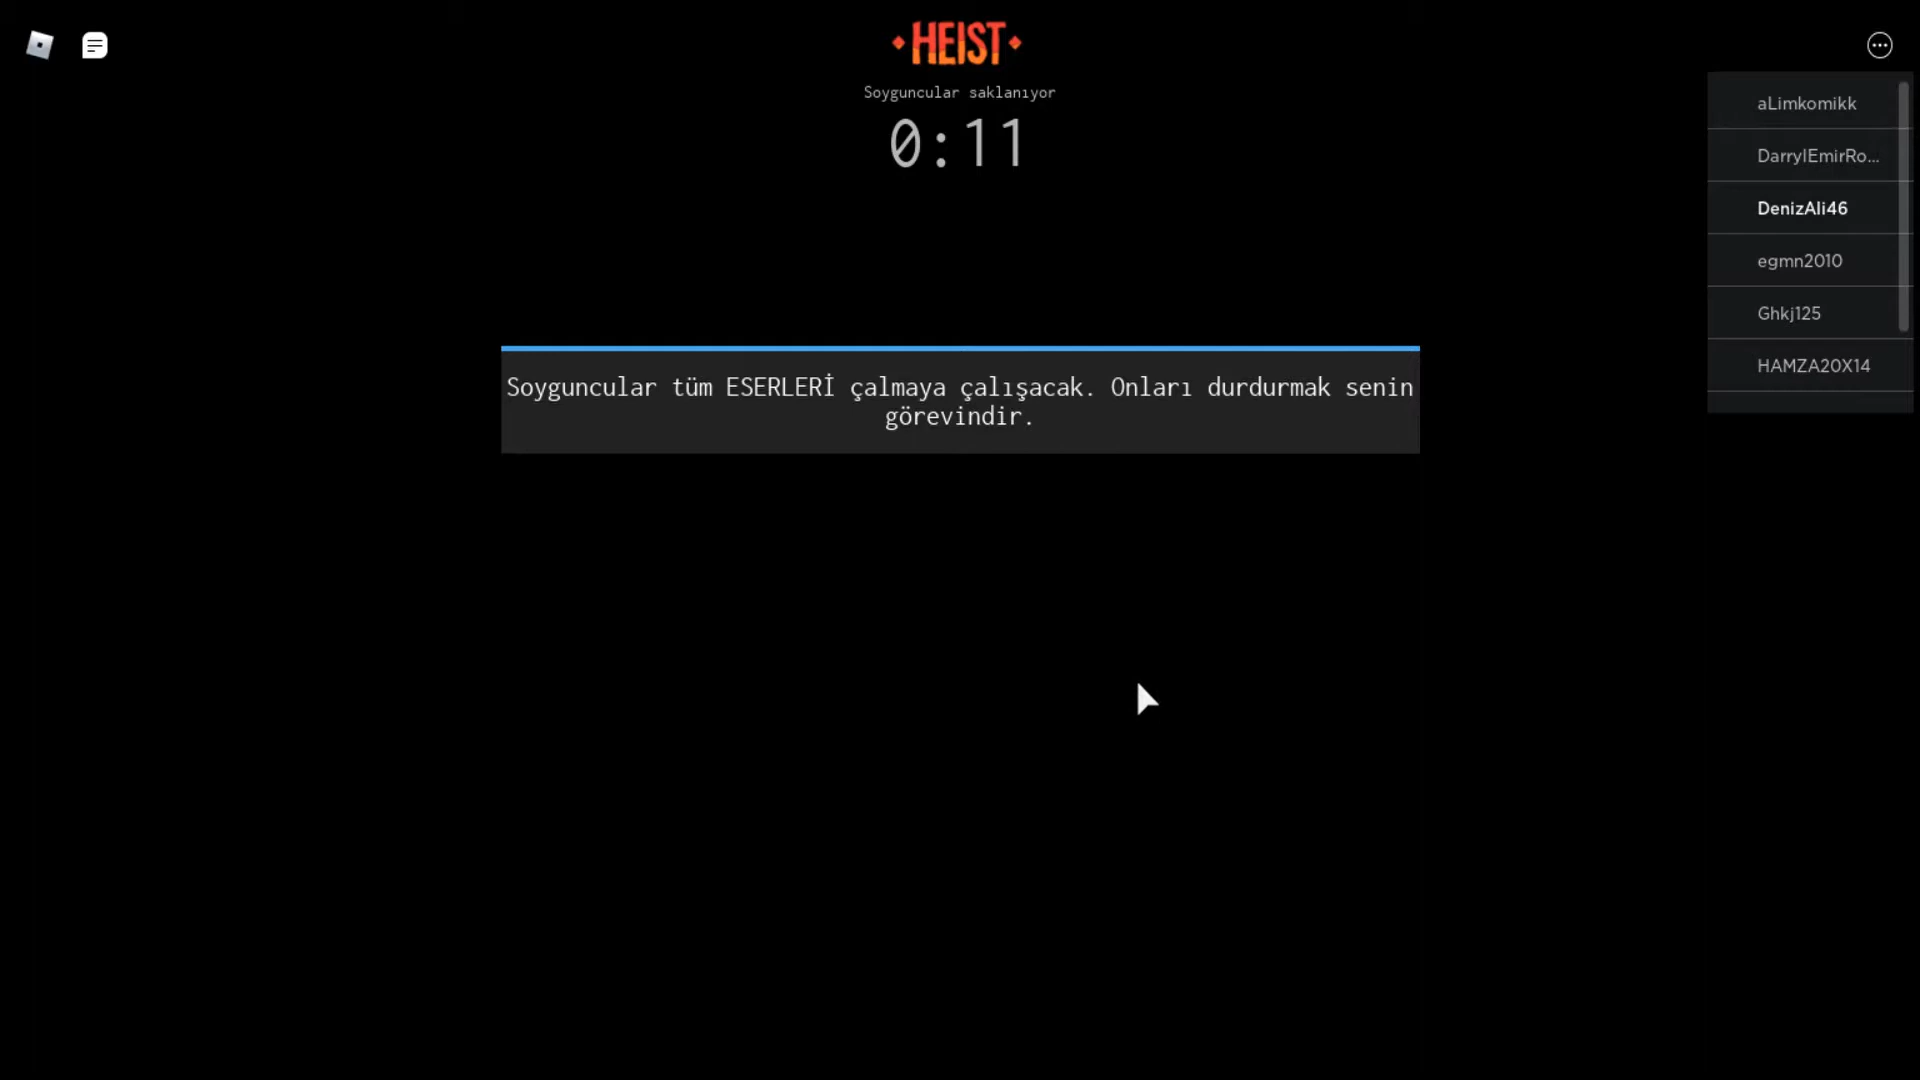 HEIST
Soyguncular saklanıyor
0:11
aLimkomikk
DarrylEmirRo...
DenizAli46
egmn2010
Ghkj125
HAMZA20X14
Soyguncular tüm ESERLERİ çalmaya çalışacak. Onları durdurmak senin
görevindir.